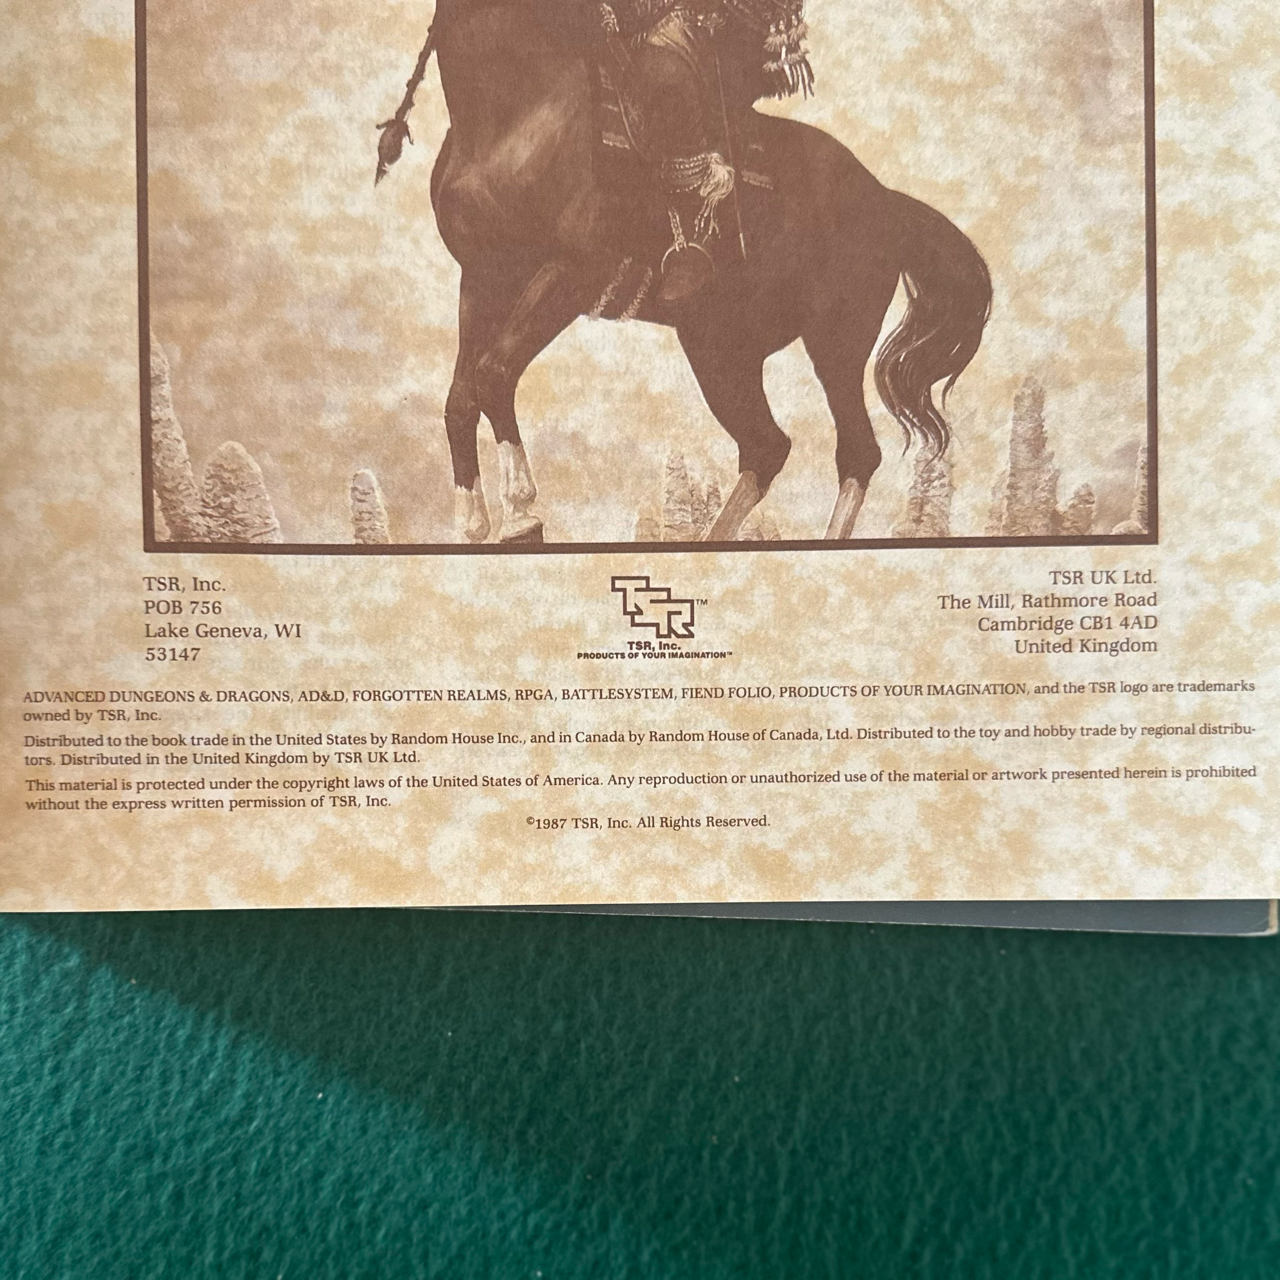 TSR, Inc.
POB 756
Lake Geneva, WI
53147
TSR™
TSR, Inc.
PRODUCTS OF YOUR IMAGINATION™
TSR UK Ltd.
The Mill, Rathmore Road
Cambridge CB1 4AD
United Kingdom
ADVANCED DUNGEONS & DRAGONS, AD&D, FORGOTTEN REALMS, RPGA, BATTLESYSTEM, FIEND FOLIO, PRODUCTS OF YOUR IMAGINATION, and the TSR logo are trademarks
owned by TSR, Inc.
Distributed to the book trade in the United States by Random House Inc., and in Canada by Random House of Canada, Ltd. Distributed to the toy and hobby trade by regional distribu-
tors. Distributed in the United Kingdom by TSR UK Ltd.
This material is protected under the copyright laws of the United States of America. Any reproduction or unauthorized use of the material or artwork presented herein is prohibited
without the express written permission of TSR, Inc.
©1987 TSR, Inc. All Rights Reserved.